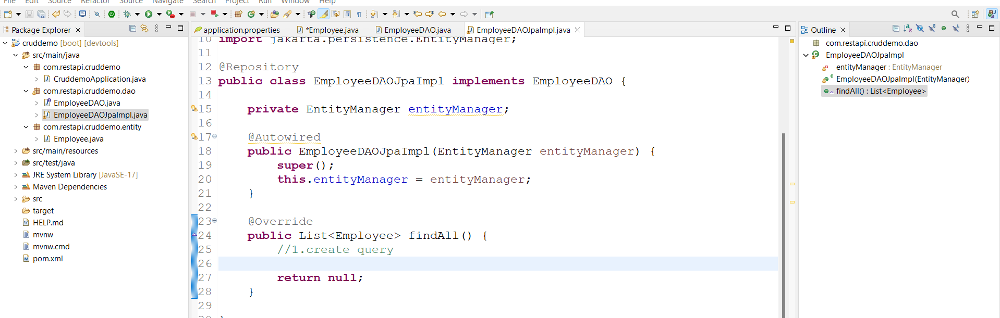 File Edit Source Refactor Source Navigate Search Project Run Window Help
Package Explorer
cruddemo [boot] [devtools]
src/main/java
com.restapi.cruddemo
CruddemoApplication.java
com.restapi.cruddemo.dao
EmployeeDAO.java
EmployeeDAOJpaImpl.java
com.restapi.cruddemo.entity
Employee.java
src/main/resources
src/test/java
JRE System Library [JavaSE-17]
Maven Dependencies
src
target
HELP.md
mvnw
mvnw.cmd
pom.xml
application.properties *Employee.java EmployeeDAO.java EmployeeDAOJpaImpl.java
10 import jakarta.persistence.EntityManager;
11
12 @Repository
13 public class EmployeeDAOJpaImpl implements EmployeeDAO {
14
15 private EntityManager entityManager;
16
17 @Autowired
18 public EmployeeDAOJpaImpl(EntityManager entityManager) {
19 super();
20 this.entityManager = entityManager;
21 }
22
23 @Override
24 public List<Employee> findAll() {
25 //1.create query
26
27 return null;
28 }
29
30 }
Outline
com.restapi.cruddemo.dao
EmployeeDAOJpaImpl
entityManager : EntityManager
EmployeeDAOJpaImpl(EntityManager)
findAll() : List<Employee>